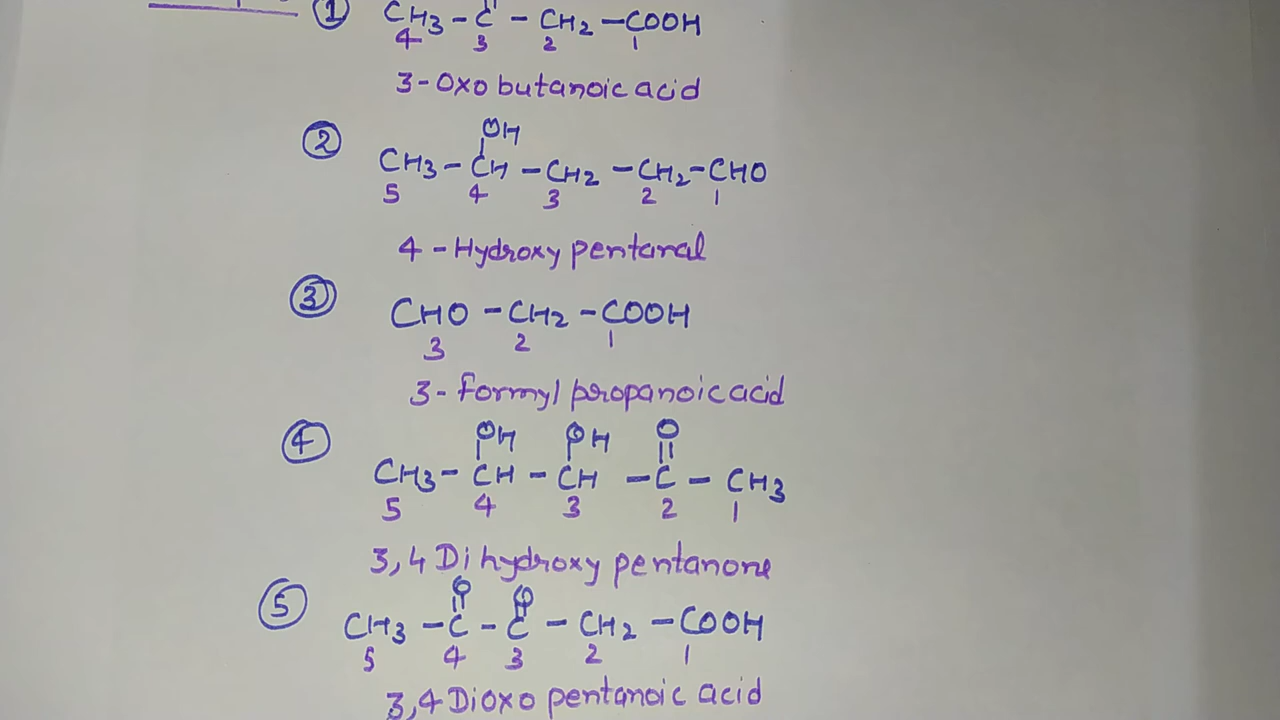 ① CH3 - C - CH2 - COOH
4 3 2 1
3-Oxo butanoic acid
② OH
CH3 - CH - CH2 - CH2 - CHO
5 4 3 2 1
4 - Hydroxy pentanal
③ CHO - CH2 - COOH
3 2 1
3- formyl propanoic acid
④ OH OH O
CH3 - CH - CH - C - CH3
5 4 3 2 1
3,4 Di hydroxy pentanone
⑤ O O
CH3 - C - C - CH2 - COOH
5 4 3 2 1
3,4 Dioxo pentanoic acid